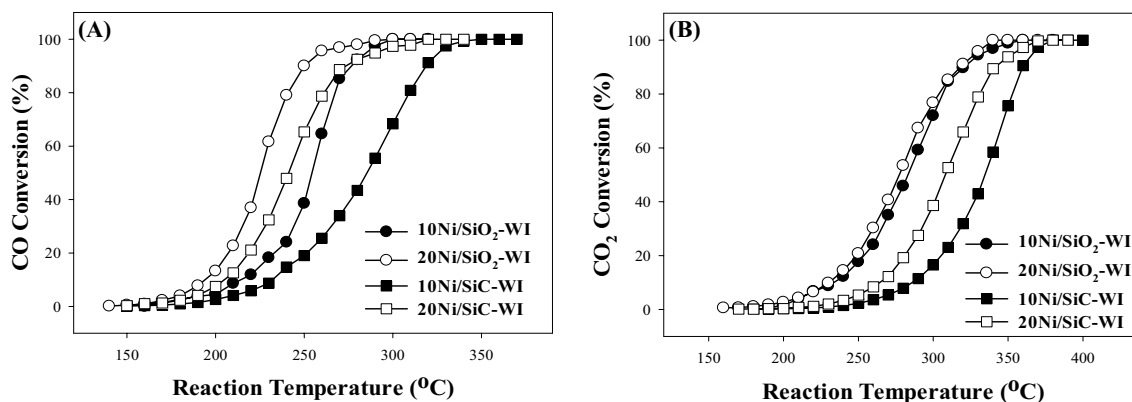 (A)
CO Conversion (%)
100
80
60
40
20
0
10Ni/SiO₂-WI
20Ni/SiO₂-WI
10Ni/SiC-WI
20Ni/SiC-WI
150 200 250 300 350
Reaction Temperature (⁰C)
(B)
CO₂ Conversion (%)
100
80
60
40
20
0
10Ni/SiO₂-WI
20Ni/SiO₂-WI
10Ni/SiC-WI
20Ni/SiC-WI
150 200 250 300 350 400
Reaction Temperature (⁰C)